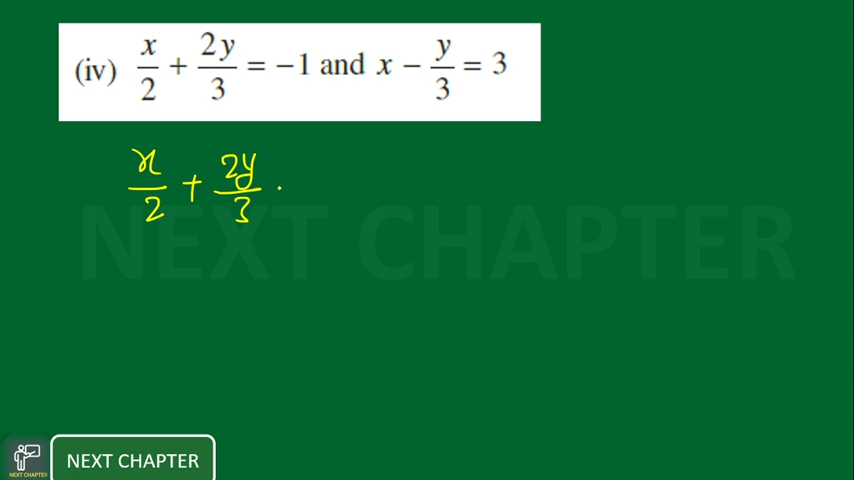 (iv) x/2 + 2y/3 = −1 and x − y/3 = 3
x/2 + 2y/3
NEXT CHAPTER
NEXT CHAPTER
NEXT CHAPTER